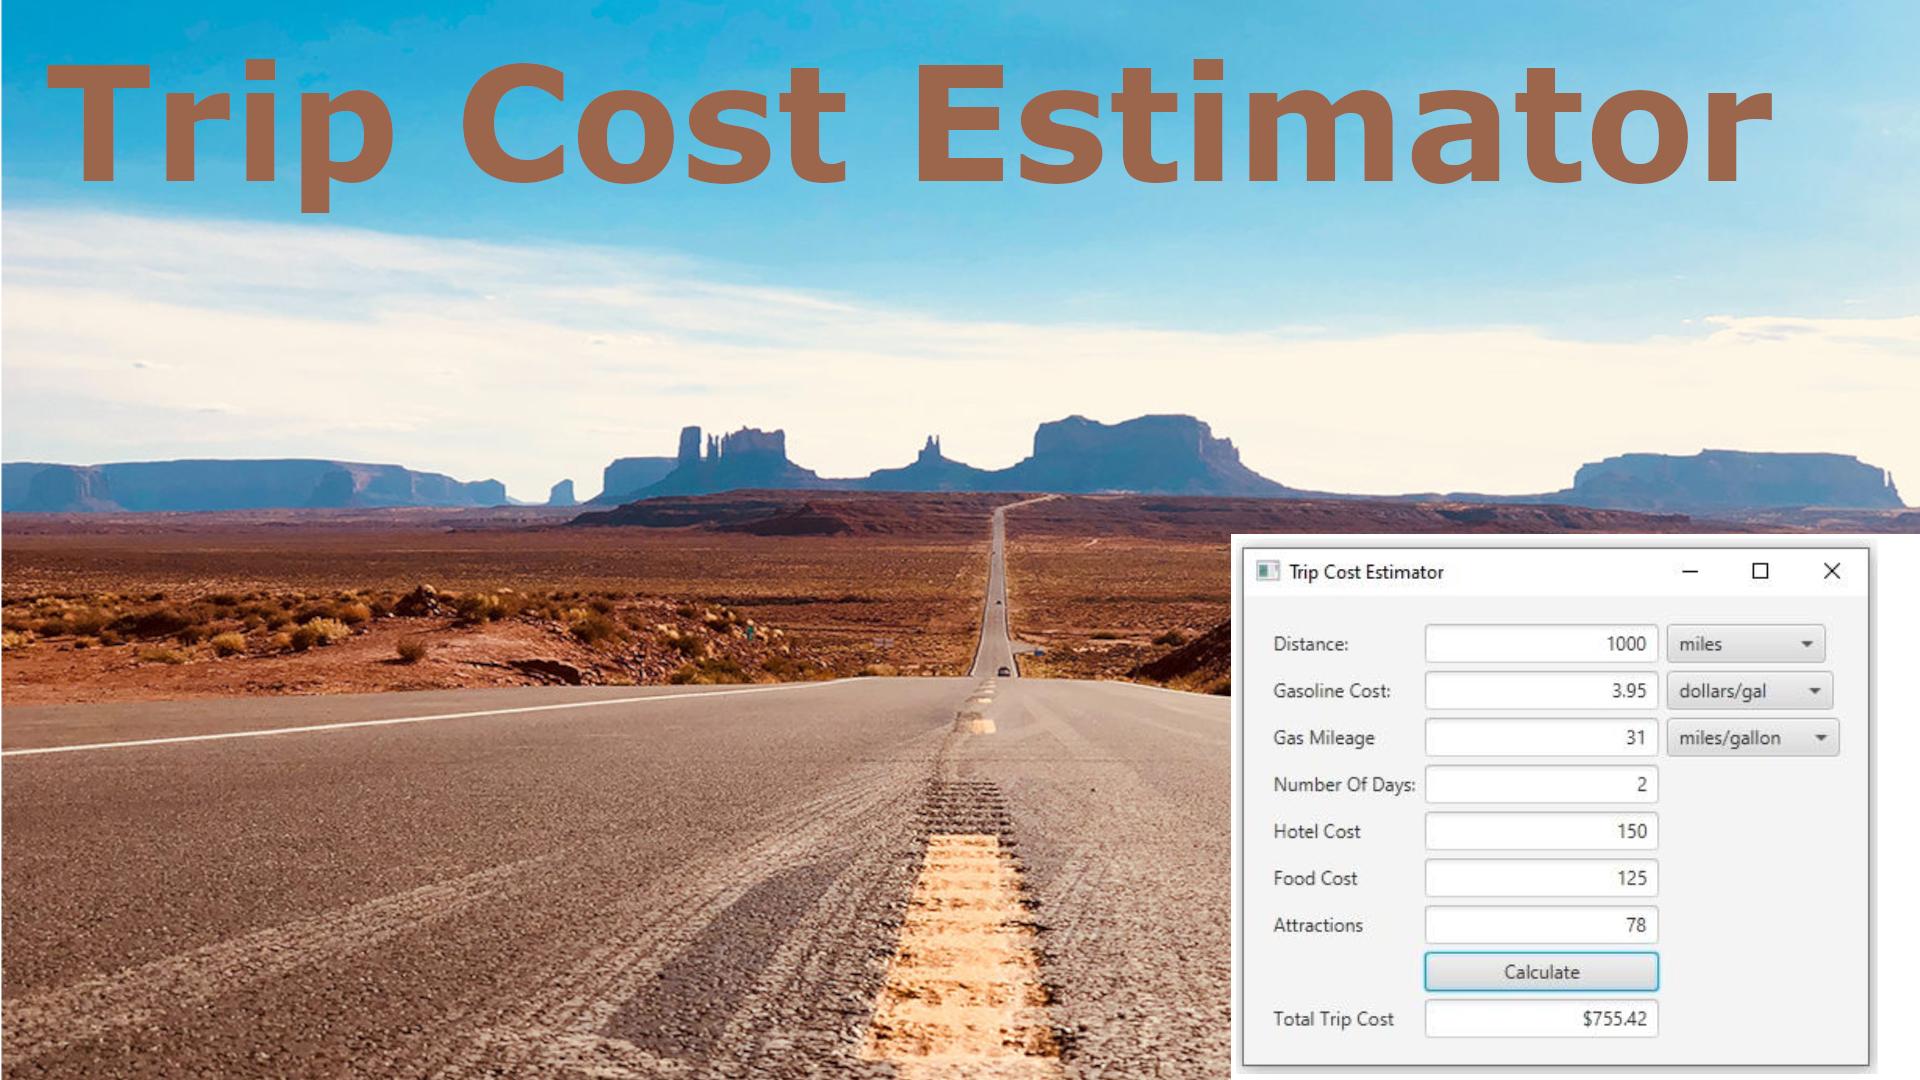 Trip Cost Estimator
Trip Cost Estimator
Distance: 1000 miles
Gasoline Cost: 3.95 dollars/gal
Gas Mileage 31 miles/gallon
Number Of Days: 2
Hotel Cost 150
Food Cost 125
Attractions 78
Calculate
Total Trip Cost $755.42